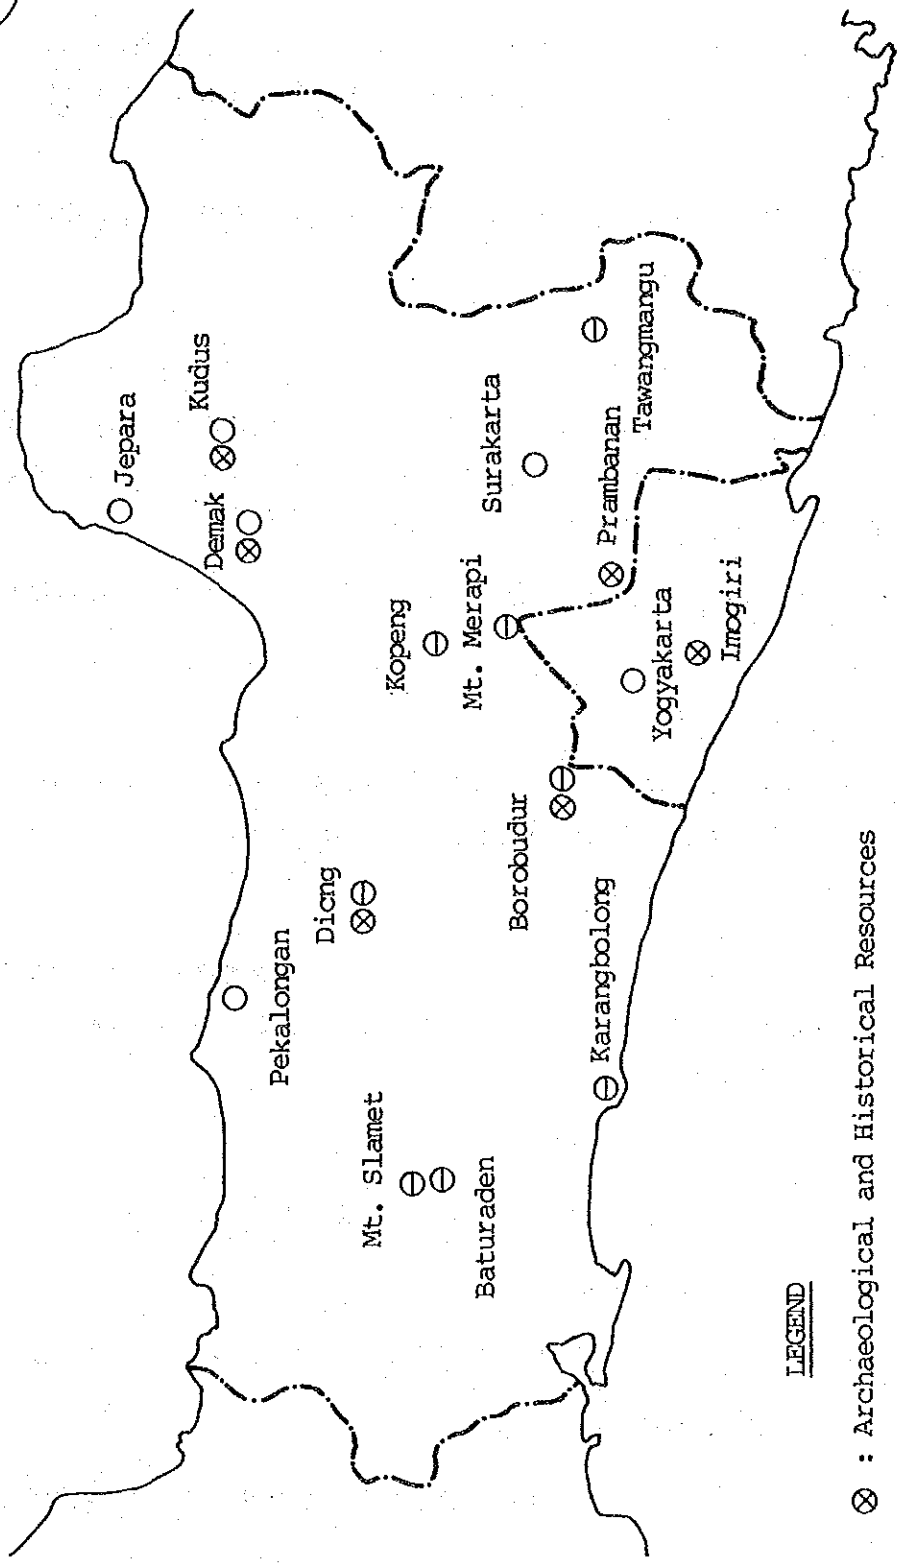 Jepara
Kudus
Demak
Pekalongan
Dicng
Kopeng
Mt. Merapi
Surakarta
Tawangmangu
Prambanan
Mt. Slamet
Baturaden
Borobudur
Yogyakarta
Imogiri
Karangbolong
LEGEND
⊗ : Archaeological and Historical Resources